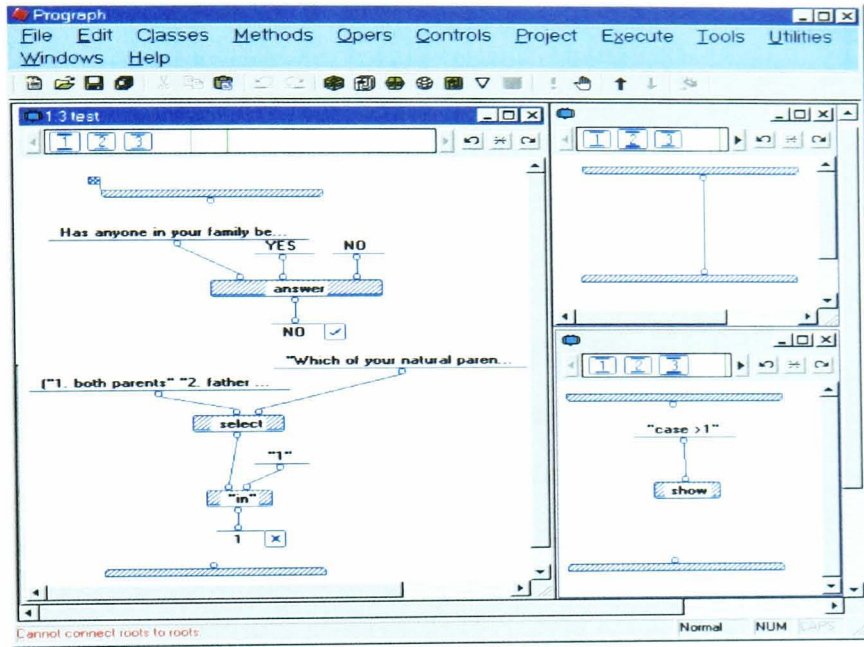 Prograph
File Edit Classes Methods Opers Controls Project Execute Tools Utilities
Windows Help
1:3 test
1 2 3
1 2 3
Has anyone in your family be...
YES NO
answer
NO
"Which of your natural paren...
("1. both parents" "2. father ...
select
"1"
"in"
1
1 2 3
"case >1"
show
Cannot connect roots to roots
Normal NUM CAPS